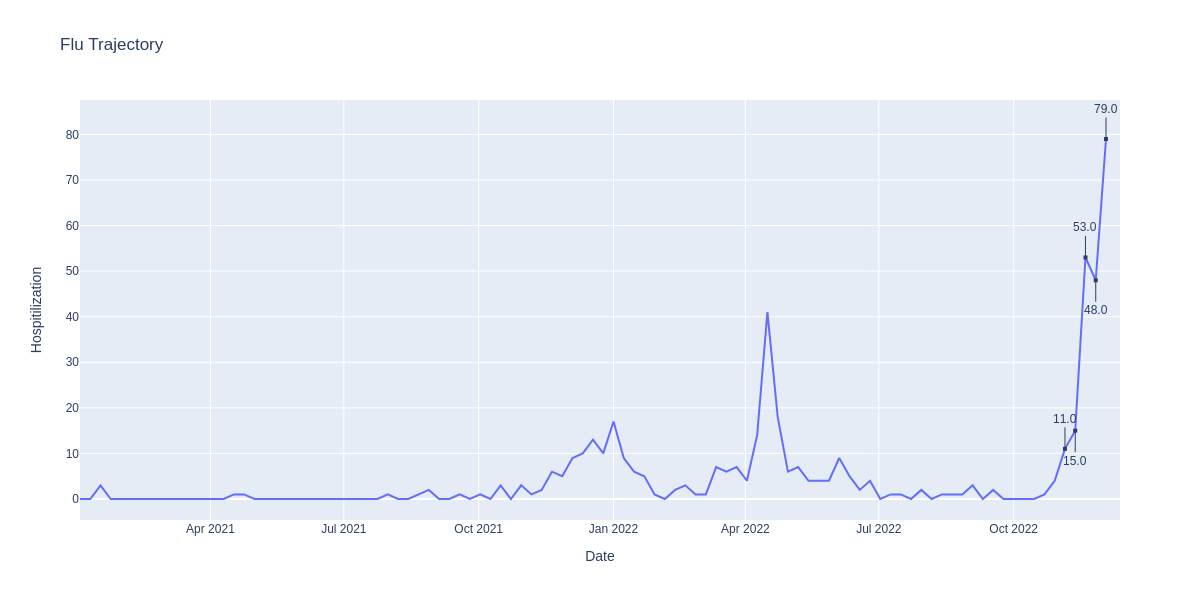 Flu Trajectory
79.0
80
70
60
53.0
50
48.0
40
30
20
11.0
10
15.0
0
Hospitilization
Apr 2021
Jul 2021
Oct 2021
Jan 2022
Apr 2022
Jul 2022
Oct 2022
Date